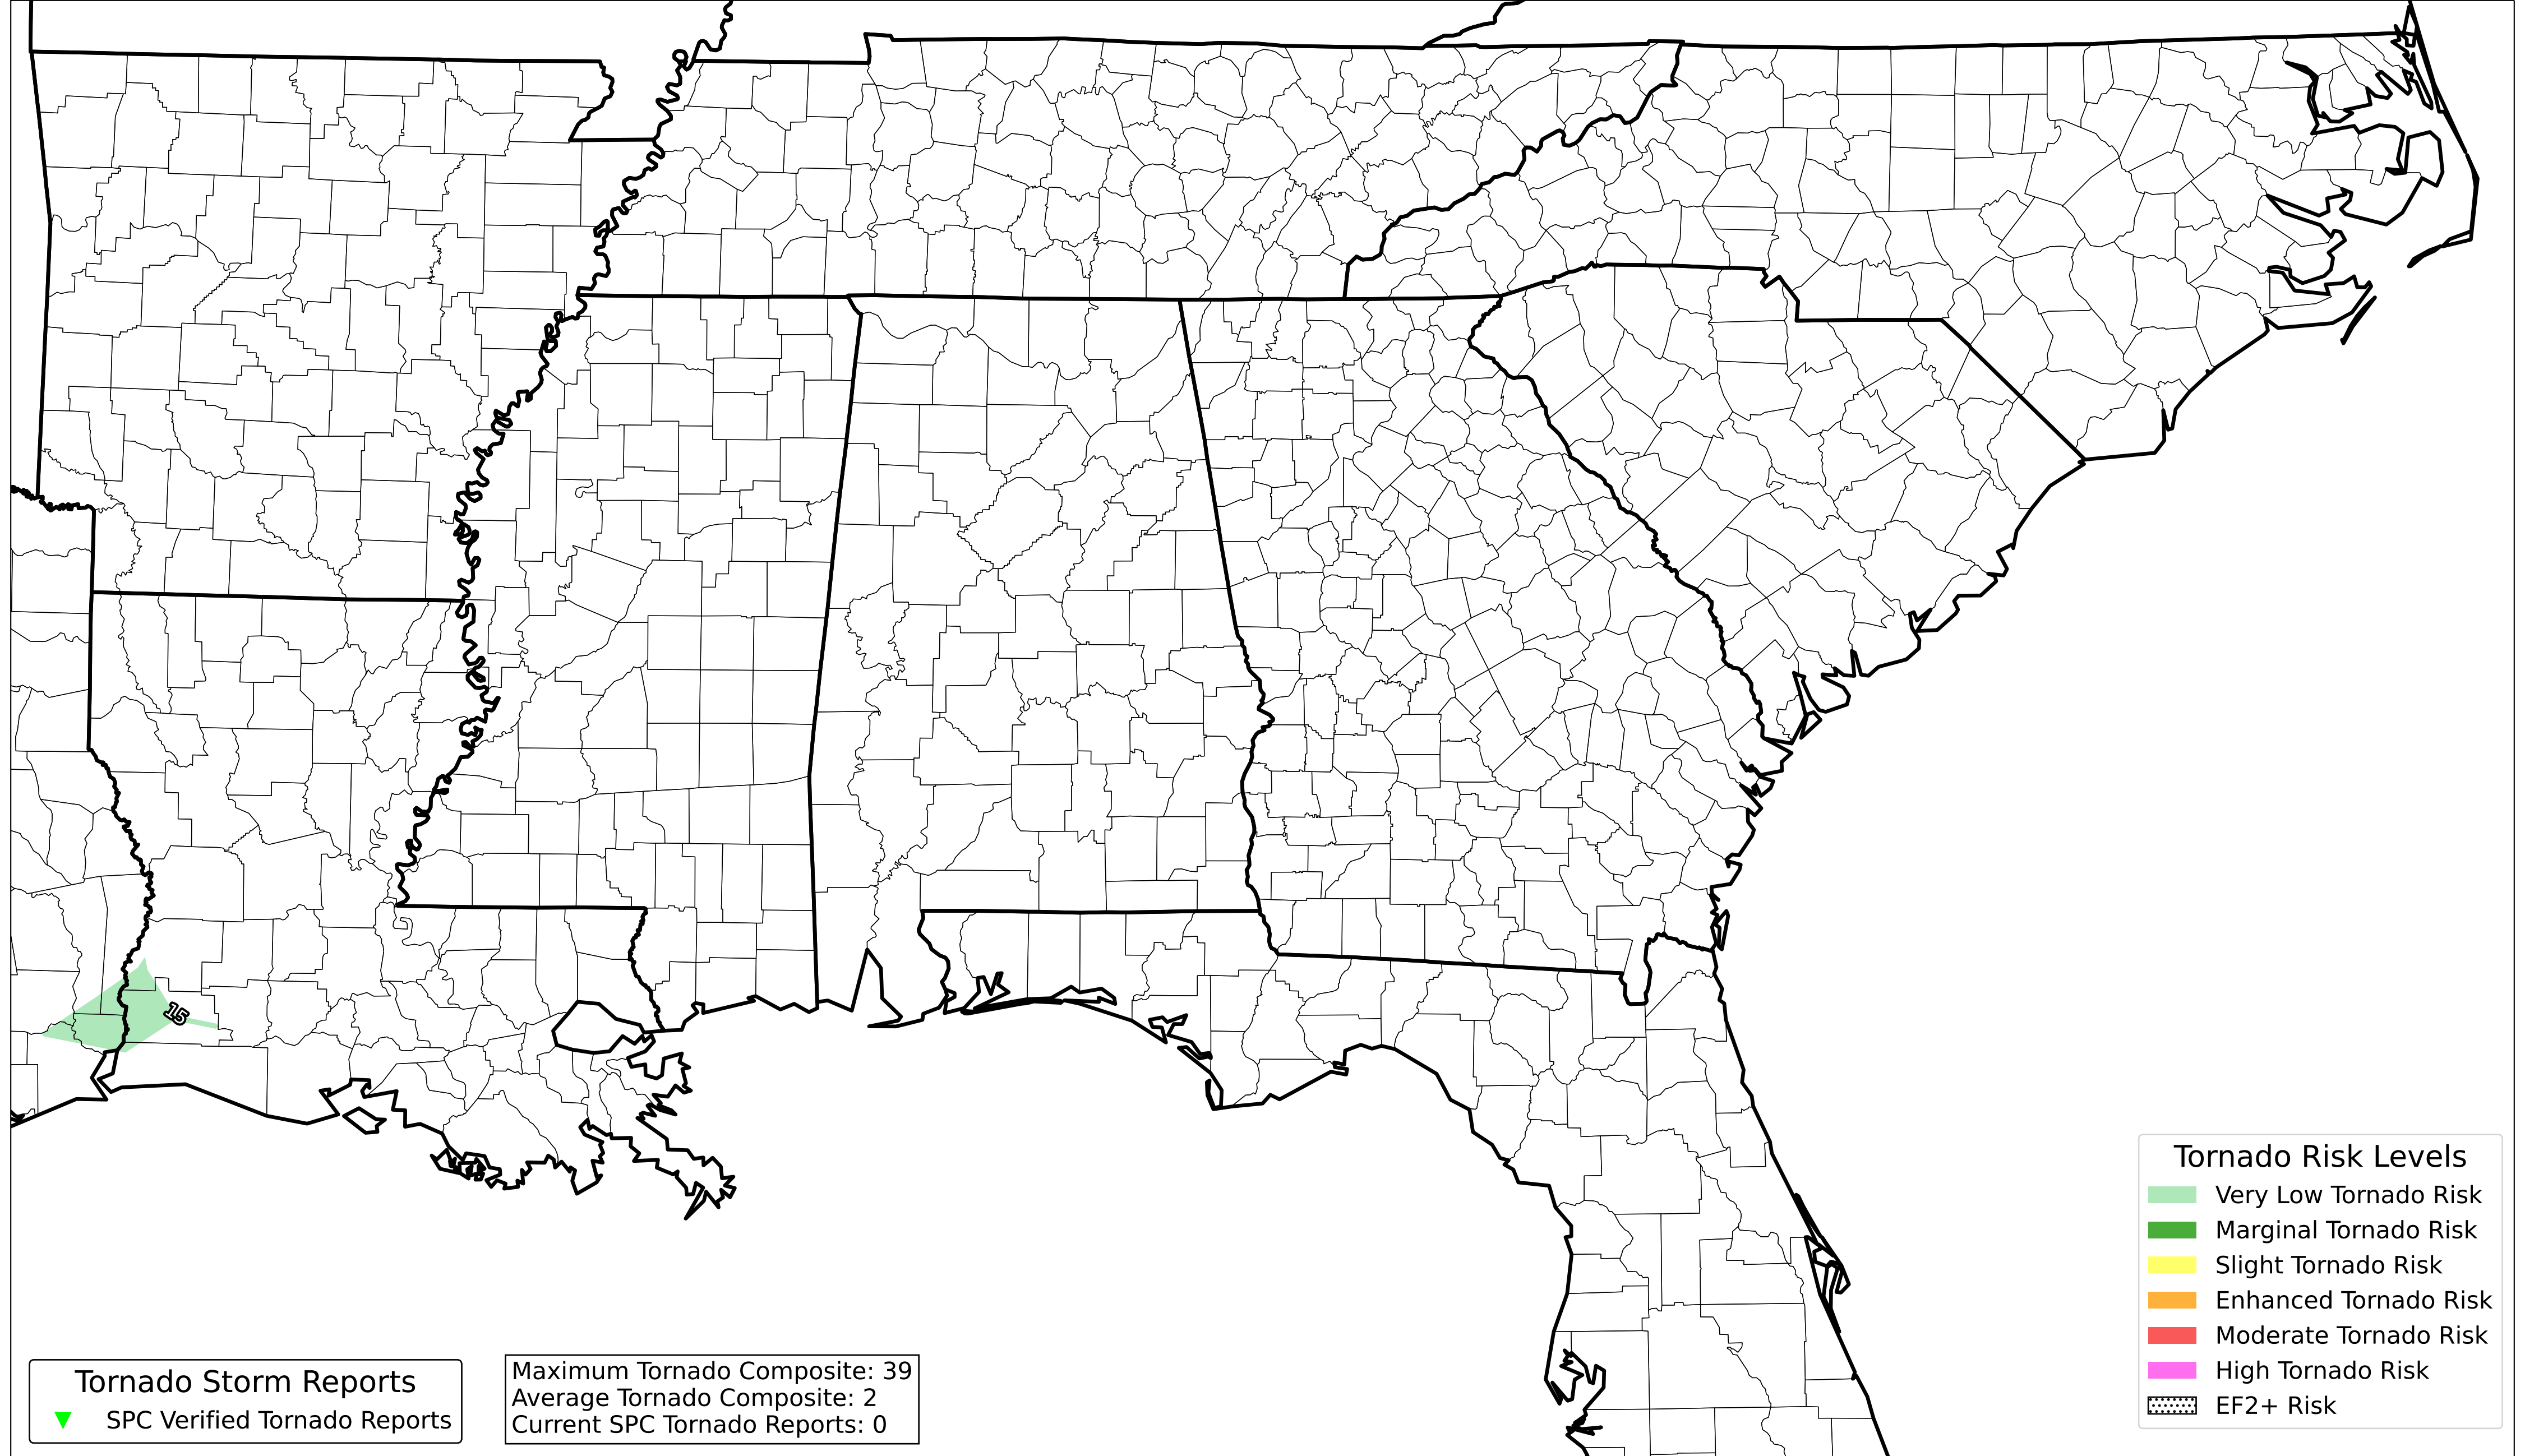 15
Tornado Risk Levels
Very Low Tornado Risk
Marginal Tornado Risk
Slight Tornado Risk
Enhanced Tornado Risk
Moderate Tornado Risk
High Tornado Risk
EF2+ Risk
Tornado Storm Reports
SPC Verified Tornado Reports
Maximum Tornado Composite: 39
Average Tornado Composite: 2
Current SPC Tornado Reports: 0